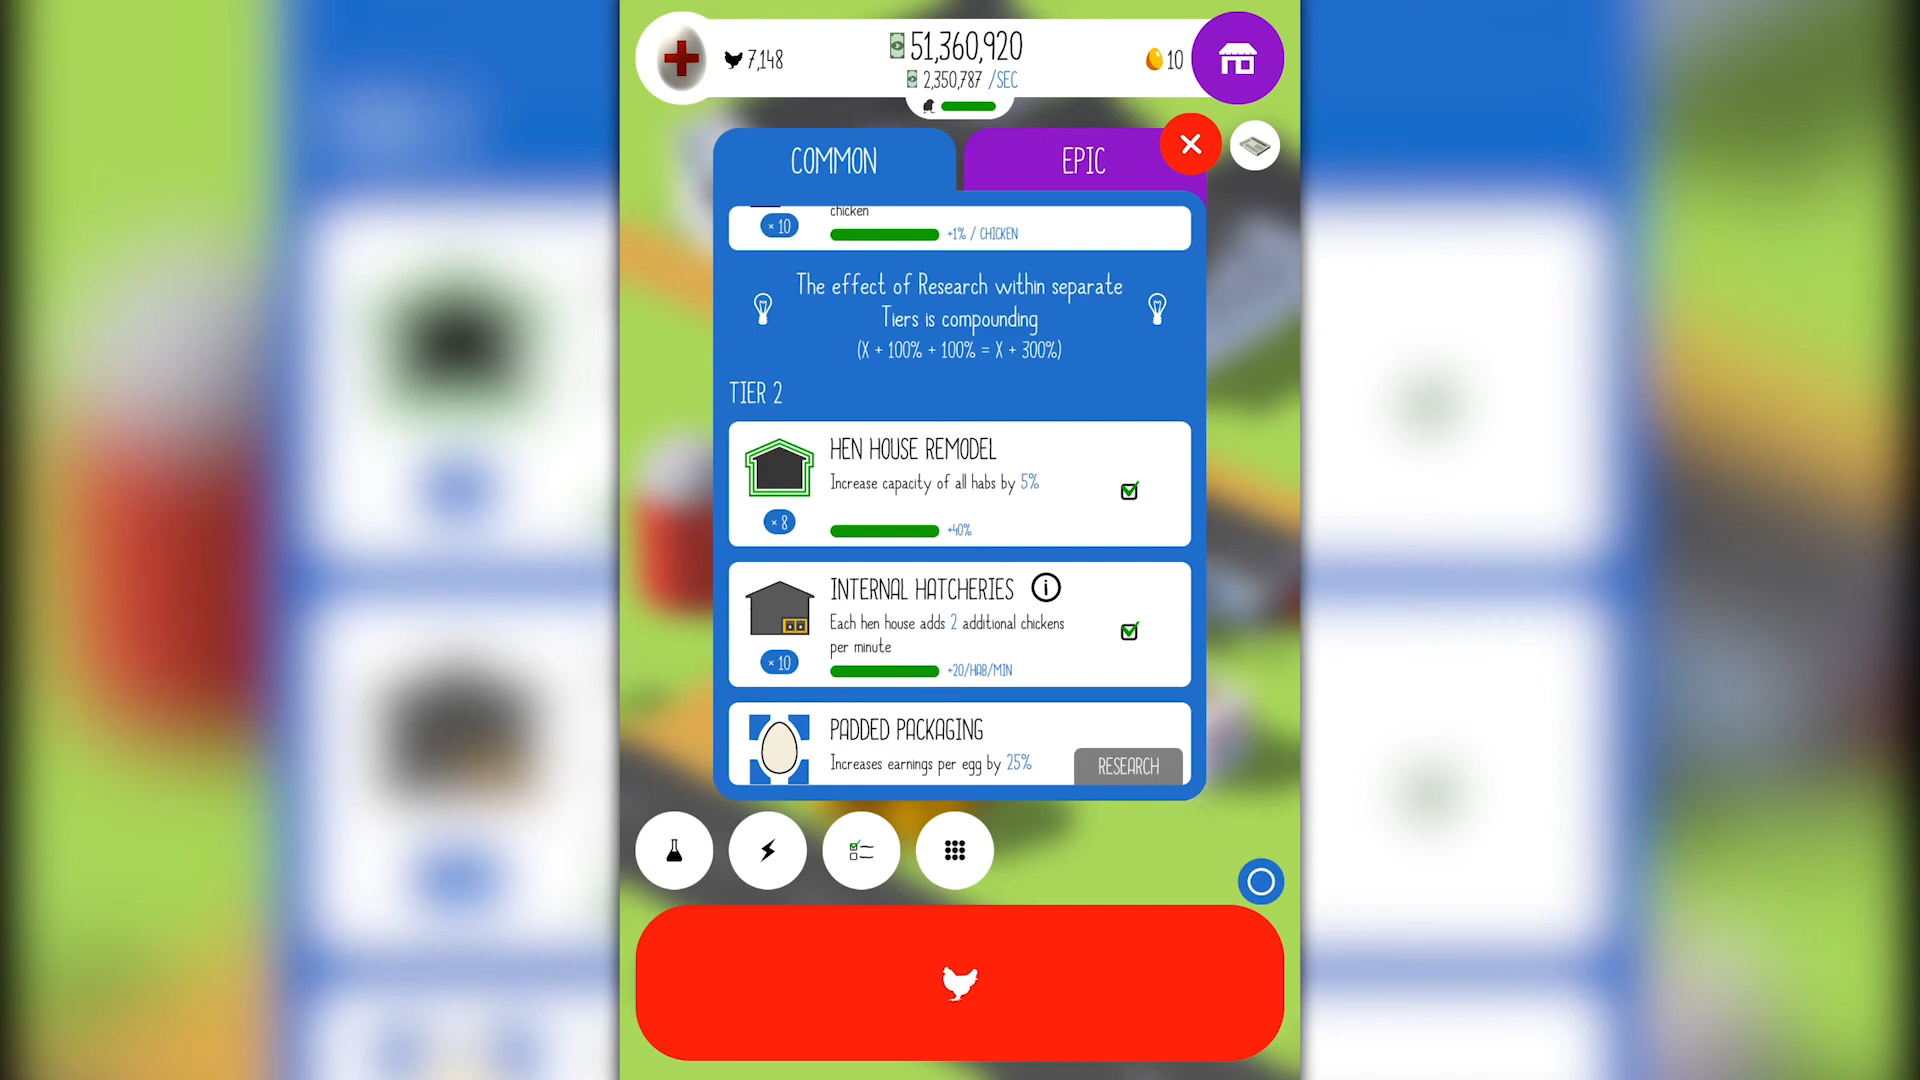 7,148
51,360,920
2,350,787 /SEC
10
COMMON
EPIC
chicken
× 10
+1% / CHICKEN
The effect of Research within separate
Tiers is compounding
(X + 100% + 100% = X + 300%)
TIER 2
HEN HOUSE REMODEL
Increase capacity of all habs by 5%
× 8
+40%
INTERNAL HATCHERIES
i
Each hen house adds 2 additional chickens
per minute
× 10
+20/HAB/MIN
PADDED PACKAGING
Increases earnings per egg by 25%
RESEARCH